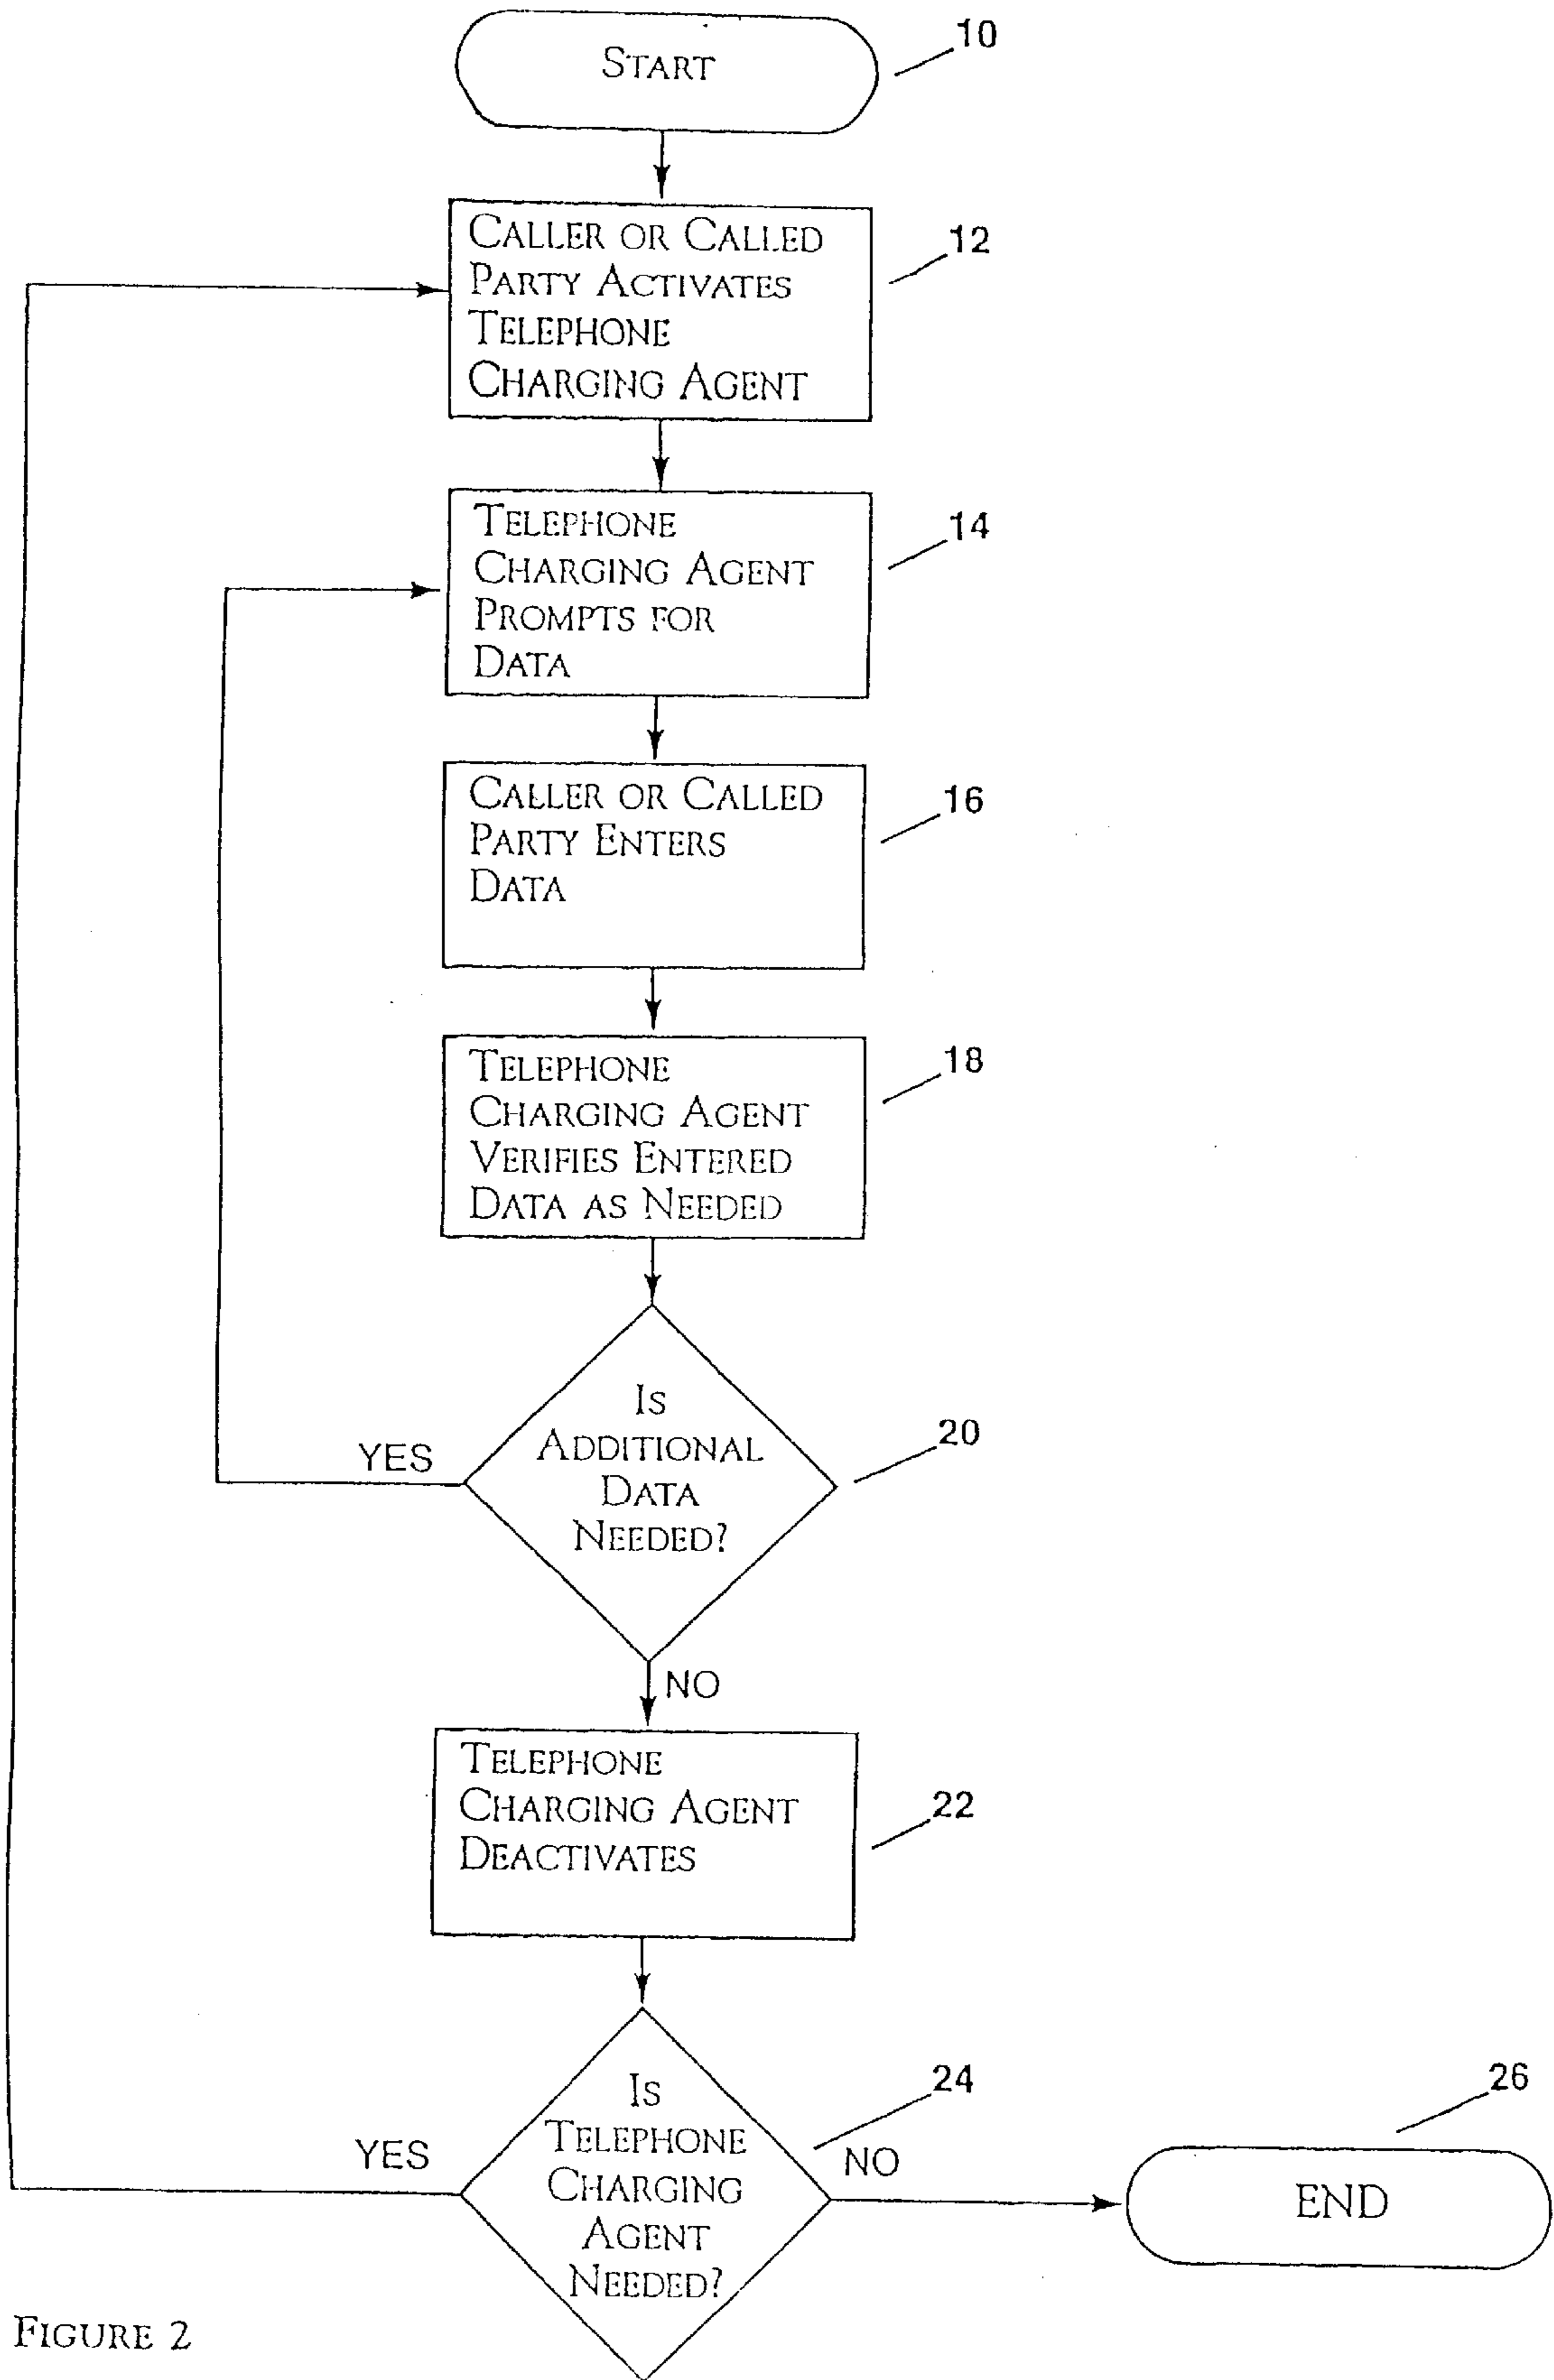 START
10
CALLER OR CALLED
PARTY ACTIVATES
TELEPHONE
CHARGING AGENT
12
TELEPHONE
CHARGING AGENT
PROMPTS FOR
DATA
14
CALLER OR CALLED
PARTY ENTERS
DATA
16
TELEPHONE
CHARGING AGENT
VERIFIES ENTERED
DATA AS NEEDED
18
IS
ADDITIONAL
DATA
NEEDED?
20
YES
NO
TELEPHONE
CHARGING AGENT
DEACTIVATES
22
IS
TELEPHONE
CHARGING
AGENT
NEEDED?
24
YES
NO
END
26
FIGURE 2